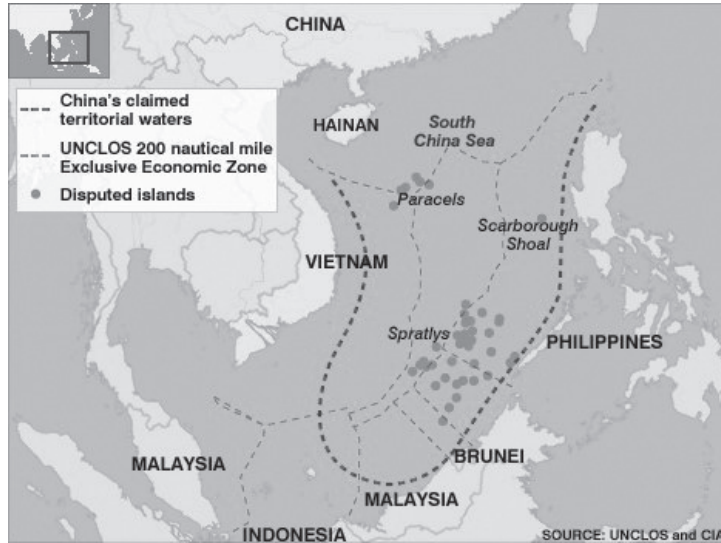 CHINA
China's claimed
territorial waters
UNCLOS 200 nautical mile
Exclusive Economic Zone
Disputed islands
HAINAN
South
China Sea
Paracels
Scarborough
Shoal
VIETNAM
Spratlys
PHILIPPINES
BRUNEI
MALAYSIA
MALAYSIA
INDONESIA
SOURCE: UNCLOS and CIA